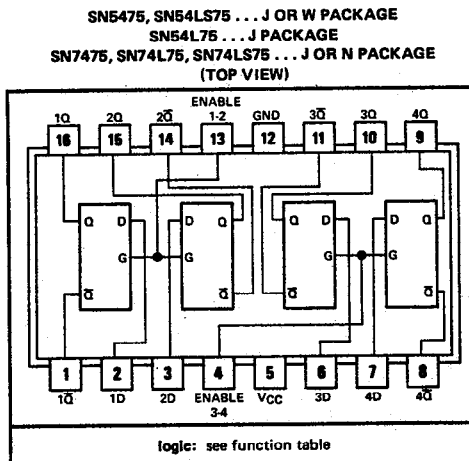 SN5475, SN54LS75 . . . J OR W PACKAGE
SN54L75 . . . J PACKAGE
SN7475, SN74L75, SN74LS75 . . . J OR N PACKAGE
(TOP VIEW)
ENABLE
1Q 2Q 2Q̅ 1-2 GND 3Q̅ 3Q 4Q
16 15 14 13 12 11 10 9
Q D D Q Q D D Q
G G G G
Q̅ Q̅ Q̅ Q̅
1 2 3 4 5 6 7 8
1Q̅ 1D 2D ENABLE VCC 3D 4D 4Q̅
3-4
logic: see function table